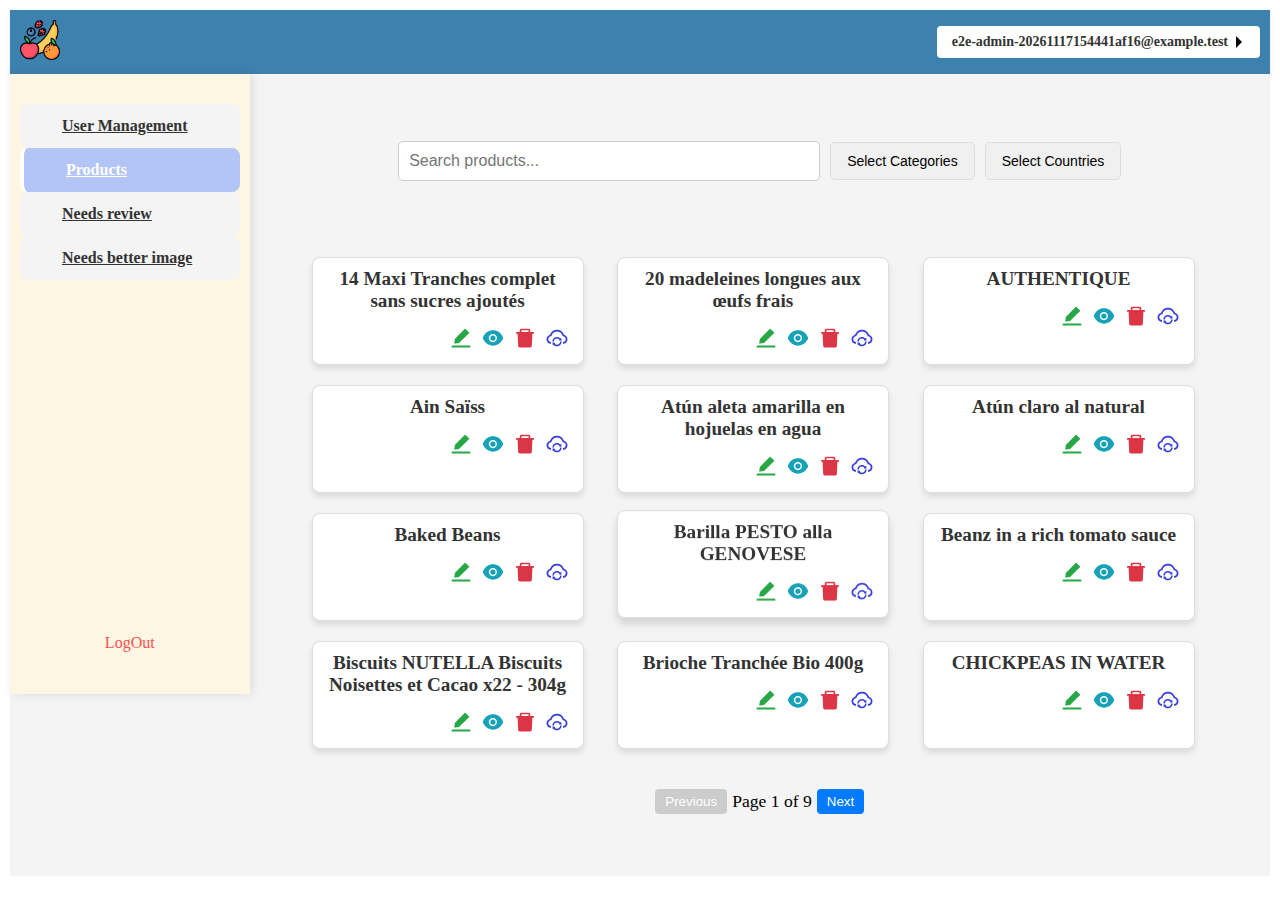 e2e-admin-20261117154441af16@example.test
User Management
Products
Needs review
Needs better image
LogOut
Search products...
Select Categories
Select Countries
14 Maxi Tranches complet
sans sucres ajoutés
20 madeleines longues aux
œufs frais
AUTHENTIQUE
Ain Saïss
Atún aleta amarilla en
hojuelas en agua
Atún claro al natural
Baked Beans
Barilla PESTO alla
GENOVESE
Beanz in a rich tomato sauce
Biscuits NUTELLA Biscuits
Noisettes et Cacao x22 - 304g
Brioche Tranchée Bio 400g
CHICKPEAS IN WATER
Previous Page 1 of 9 Next